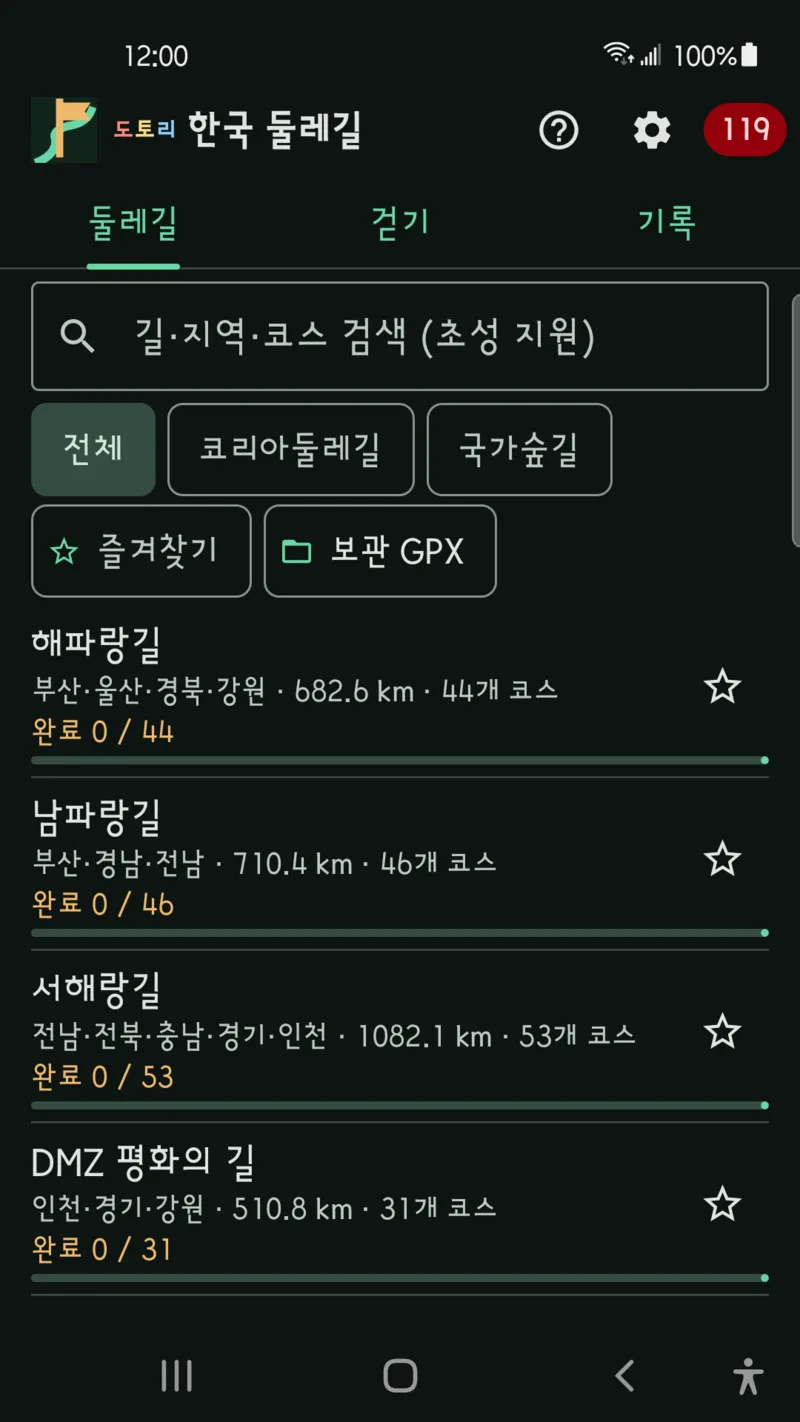 12:00 100%
도토리 한국 둘레길 119
둘레길 걷기 기록
길·지역·코스 검색 (초성 지원)
전체 코리아둘레길 국가숲길
즐겨찾기 보관 GPX
해파랑길
부산·울산·경북·강원 · 682.6 km · 44개 코스
완료 0 / 44
남파랑길
부산·경남·전남 · 710.4 km · 46개 코스
완료 0 / 46
서해랑길
전남·전북·충남·경기·인천 · 1082.1 km · 53개 코스
완료 0 / 53
DMZ 평화의 길
인천·경기·강원 · 510.8 km · 31개 코스
완료 0 / 31